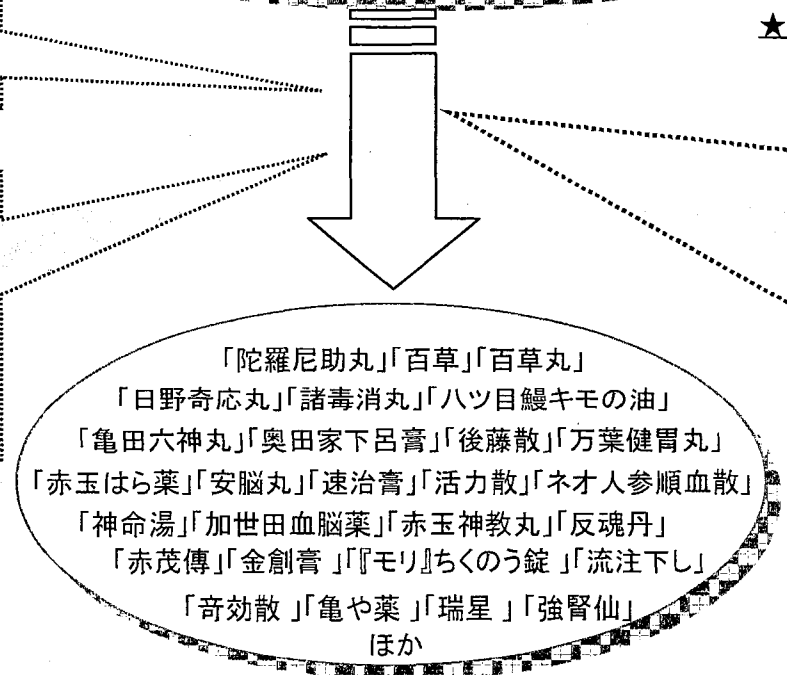 ★
「陀羅尼助丸」「百草」「百草丸」
「日野奇応丸」「諸毒消丸」「八ツ目鰻キモの油」
「亀田六神丸」「奥田家下呂膏」「後藤散」「万葉健胃丸」
「赤玉はら薬」「安脳丸」「速治膏」「活力散」「ネオ人参順血散」
「神命湯」「加世田血脳薬」「赤玉神教丸」「反魂丹」
「赤茂傳」「金創膏 」「『モリ』ちくのう錠 」「流注下し」
「竒効散 」「亀や薬 」「瑞星 」「強腎仙」
ほか